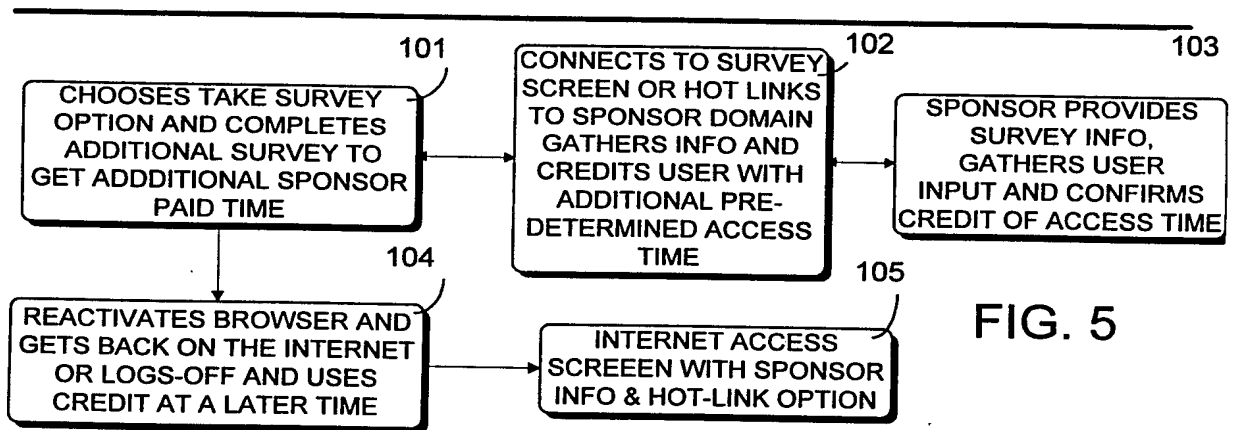 101
CHOOSES TAKE SURVEY
OPTION AND COMPLETES
ADDITIONAL SURVEY TO
GET ADDDITIONAL SPONSOR
PAID TIME
102
CONNECTS TO SURVEY
SCREEN OR HOT LINKS
TO SPONSOR DOMAIN
GATHERS INFO AND
CREDITS USER WITH
ADDITIONAL PRE-
DETERMINED ACCESS
TIME
103
SPONSOR PROVIDES
SURVEY INFO,
GATHERS USER
INPUT AND CONFIRMS
CREDIT OF ACCESS TIME
104
REACTIVATES BROWSER AND
GETS BACK ON THE INTERNET
OR LOGS-OFF AND USES
CREDIT AT A LATER TIME
105
INTERNET ACCESS
SCREEEN WITH SPONSOR
INFO & HOT-LINK OPTION
FIG. 5